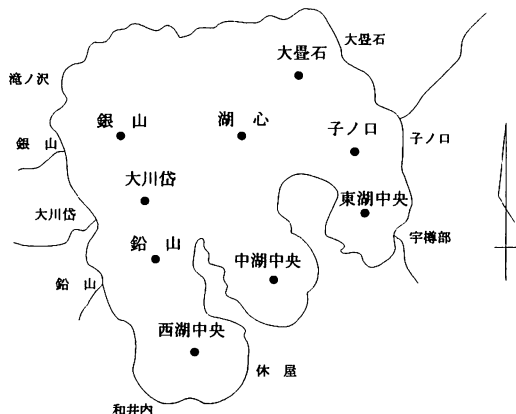 大畳石
大畳石
滝ノ沢
銀　山
湖　心
子ノ口
子ノ口
銀　山
大川岱
東湖中央
大川岱
宇樽部
鉛　山
中湖中央
鉛　山
西湖中央
休　屋
和井内